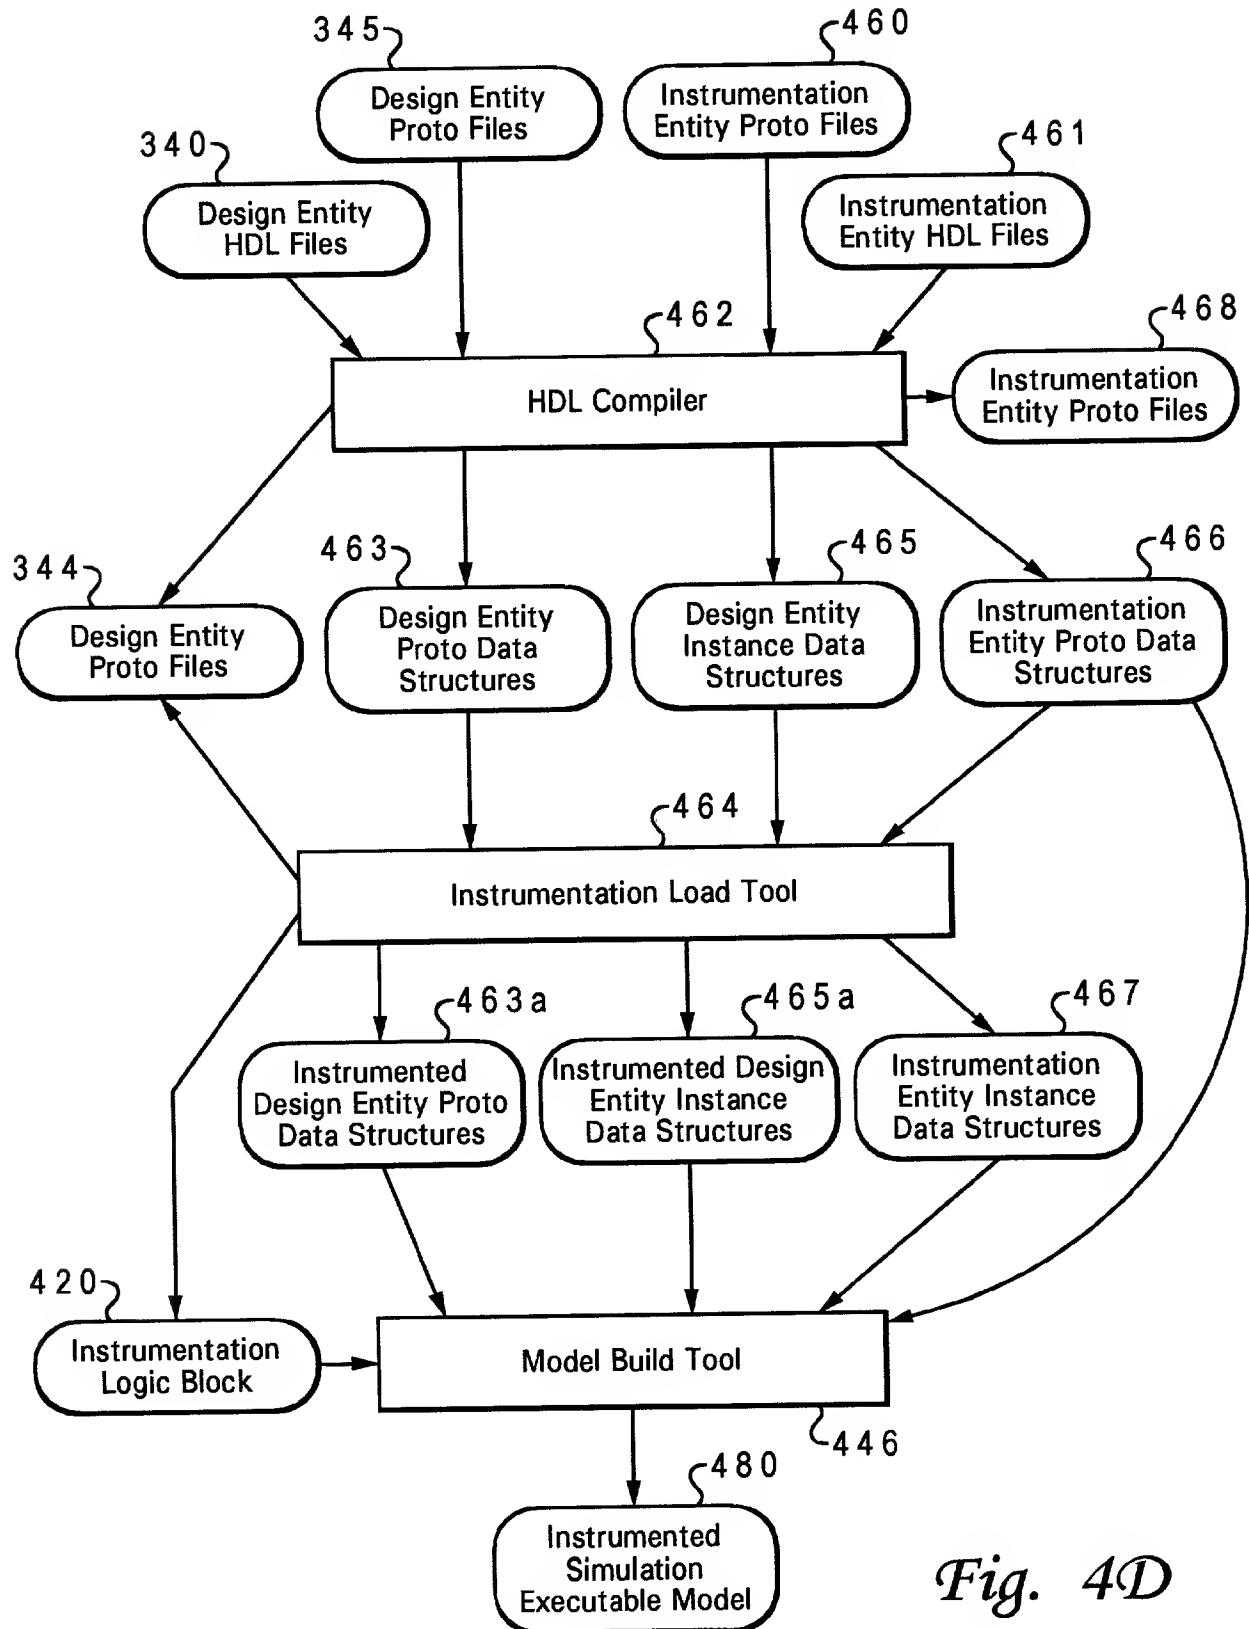 345
460
Design Entity
Proto Files
Instrumentation
Entity Proto Files
340
461
Design Entity
HDL Files
Instrumentation
Entity HDL Files
462
468
HDL Compiler
Instrumentation
Entity Proto Files
344
463
465
466
Design Entity
Proto Files
Design Entity
Proto Data
Structures
Design Entity
Instance Data
Structures
Instrumentation
Entity Proto Data
Structures
464
Instrumentation Load Tool
463a
465a
467
Instrumented
Design Entity Proto
Data Structures
Instrumented Design
Entity Instance
Data Structures
Instrumentation
Entity Instance
Data Structures
420
Instrumentation
Logic Block
Model Build Tool
446
480
Instrumented
Simulation
Executable Model
Fig. 4D